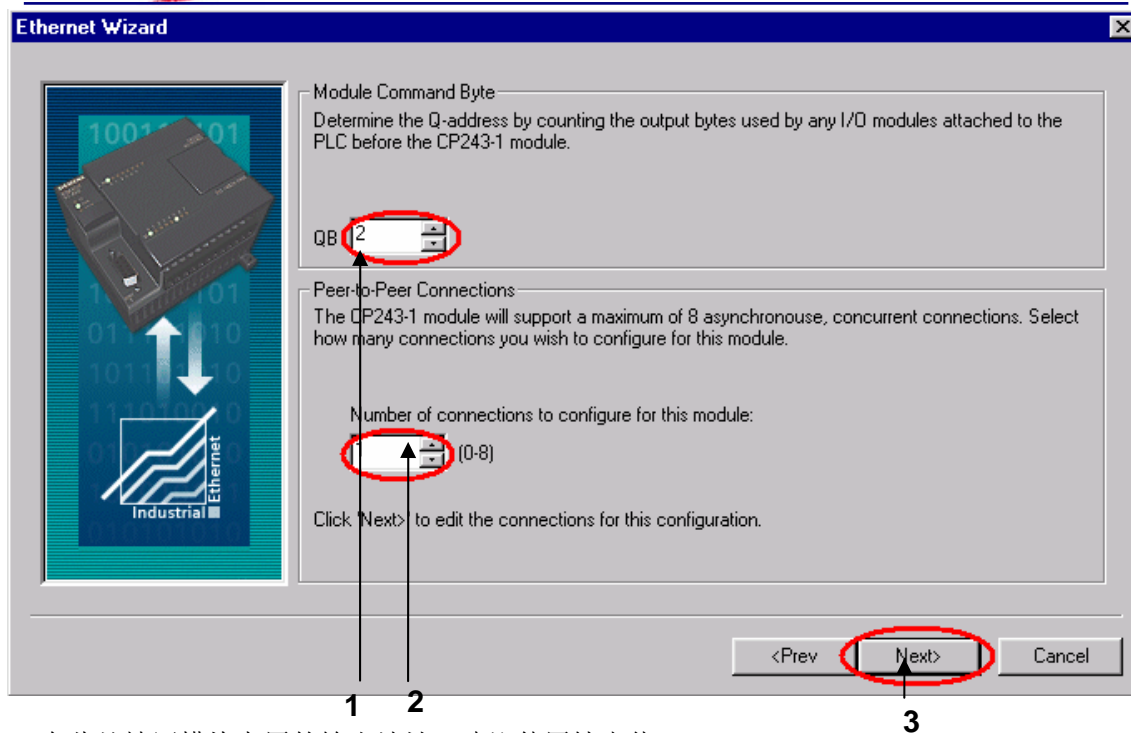 Ethernet Wizard
Module Command Byte
Determine the Q-address by counting the output bytes used by any I/O modules attached to the
PLC before the CP243-1 module.
QB 2
Peer-to-Peer Connections
The CP243-1 module will support a maximum of 8 asynchronouse, concurrent connections. Select
how many connections you wish to configure for this module.
Number of connections to configure for this module:
1 (0-8)
Click 'Next>' to edit the connections for this configuration.
Industrial
Ethernet
<Prev
Next>
Cancel
1
2
3